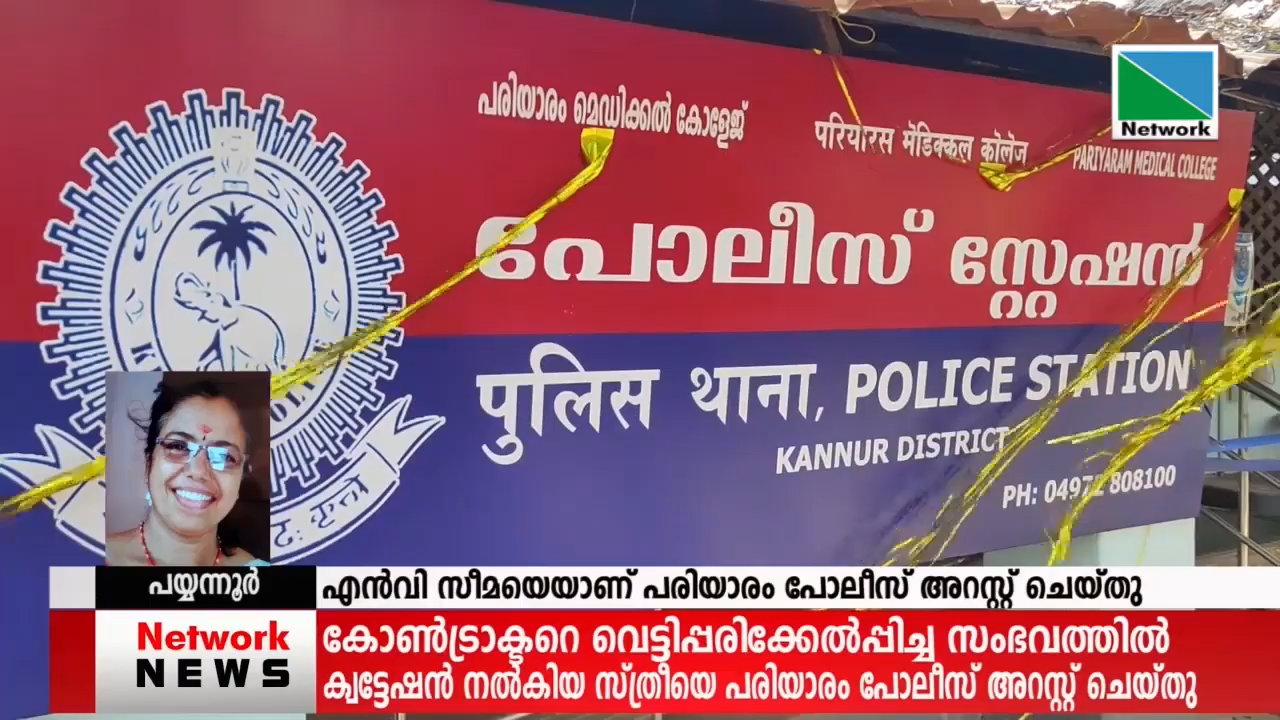 Network
പരിയാരം മെഡിക്കൽ കോളേജ്
परियारस मेडिक्कल कॉलेज
PARIYARAM MEDICAL COLLEGE
പോലീസ് സ്റ്റേഷൻ
पुलिस थाना, POLICE STATION
KANNUR DISTRICT
PH: 04972 808100
പയ്യന്നൂർ
എൻവി സീമയെയാണ് പരിയാരം പോലീസ് അറസ്റ്റ് ചെയ്തു
Network
NEWS
കോൺട്രാക്ടറെ വെട്ടിപ്പരിക്കേൽപ്പിച്ച സംഭവത്തിൽ
ക്വട്ടേഷൻ നൽകിയ സ്ത്രീയെ പരിയാരം പോലീസ് അറസ്റ്റ് ചെയ്തു